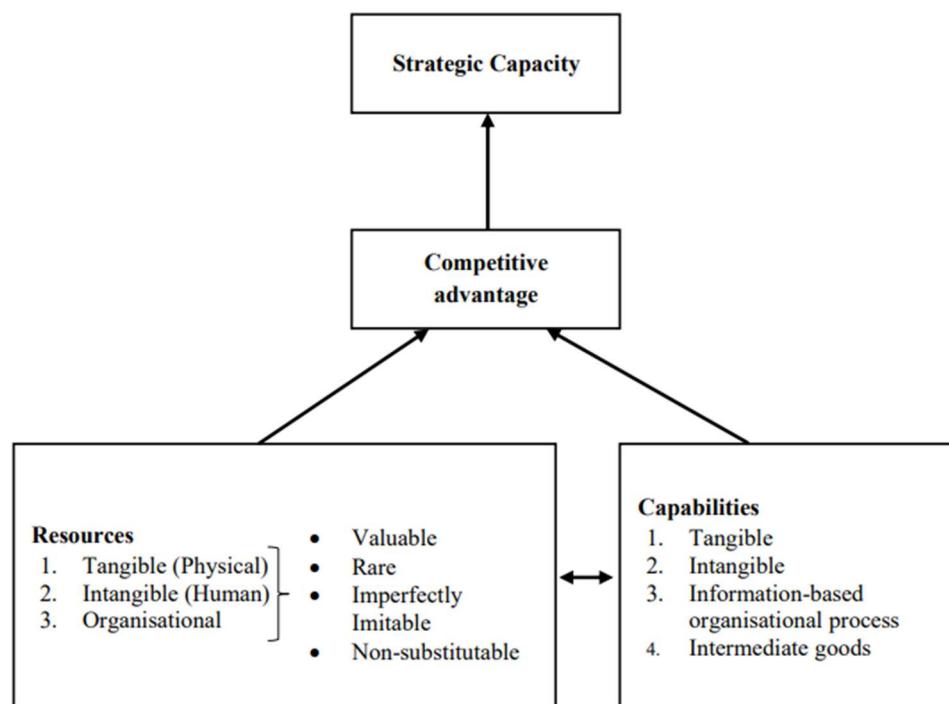 Strategic Capacity
Competitive
advantage
Resources
1. Tangible (Physical)
2. Intangible (Human)
3. Organisational
• Valuable
• Rare
• Imperfectly
Imitable
• Non-substitutable
Capabilities
1. Tangible
2. Intangible
3. Information-based
organisational process
4. Intermediate goods